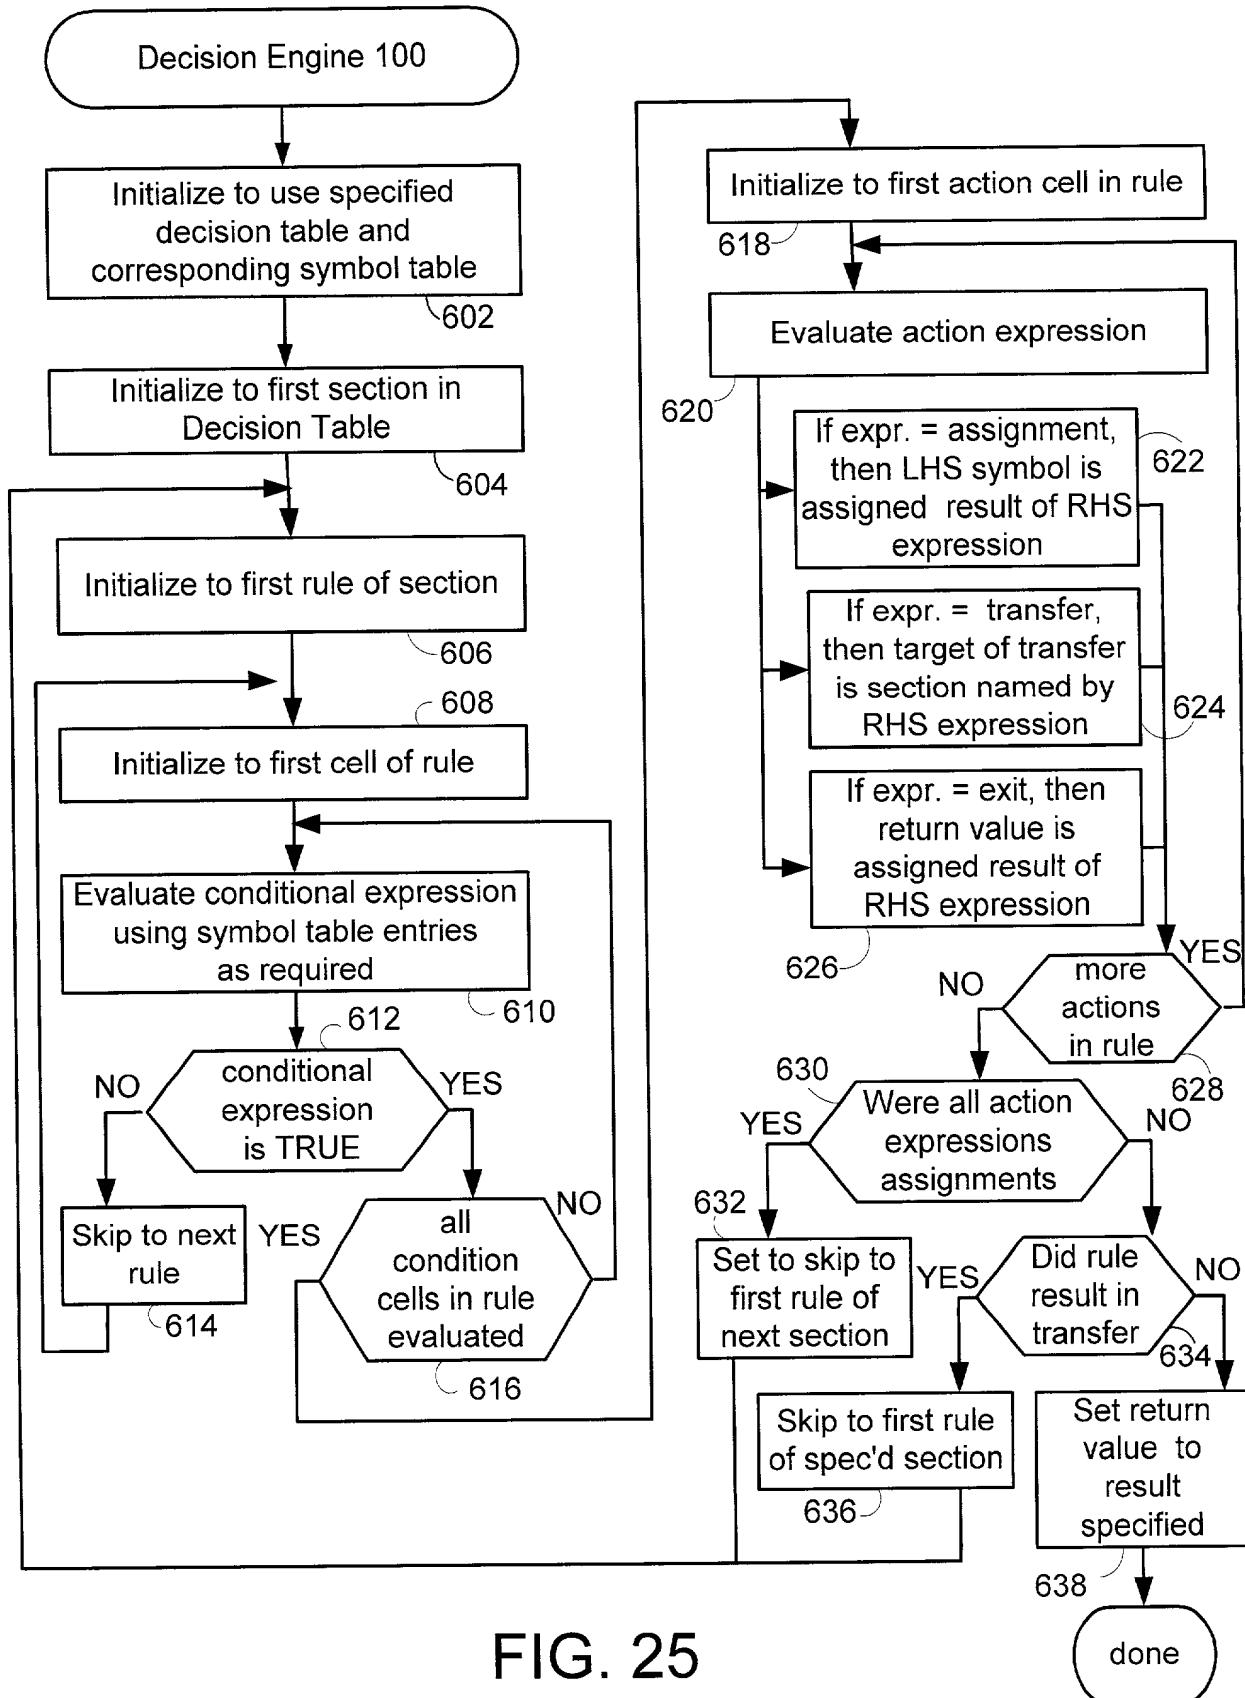 Decision Engine 100
Initialize to use specified
decision table and
corresponding symbol table
602
Initialize to first section in
Decision Table
604
Initialize to first rule of section
606
608
Initialize to first cell of rule
Evaluate conditional expression
using symbol table entries
as required
610
612
NO
conditional
expression
is TRUE
YES
Skip to next
rule
614
YES
all
condition
cells in rule
evaluated
NO
616
Initialize to first action cell in rule
618
Evaluate action expression
620
If expr. = assignment,
then LHS symbol is
assigned result of RHS
expression
622
If expr. = transfer,
then target of transfer
is section named by
RHS expression
624
If expr. = exit, then
return value is
assigned result of
RHS expression
626
YES
NO
more
actions
in rule
628
630
YES
Were all action
expressions
assignments
NO
632
Set to skip to
first rule of
next section
YES
Did rule
result in
transfer
NO
634
Skip to first rule
of spec'd section
636
Set return
value to
result
specified
638
done
FIG. 25